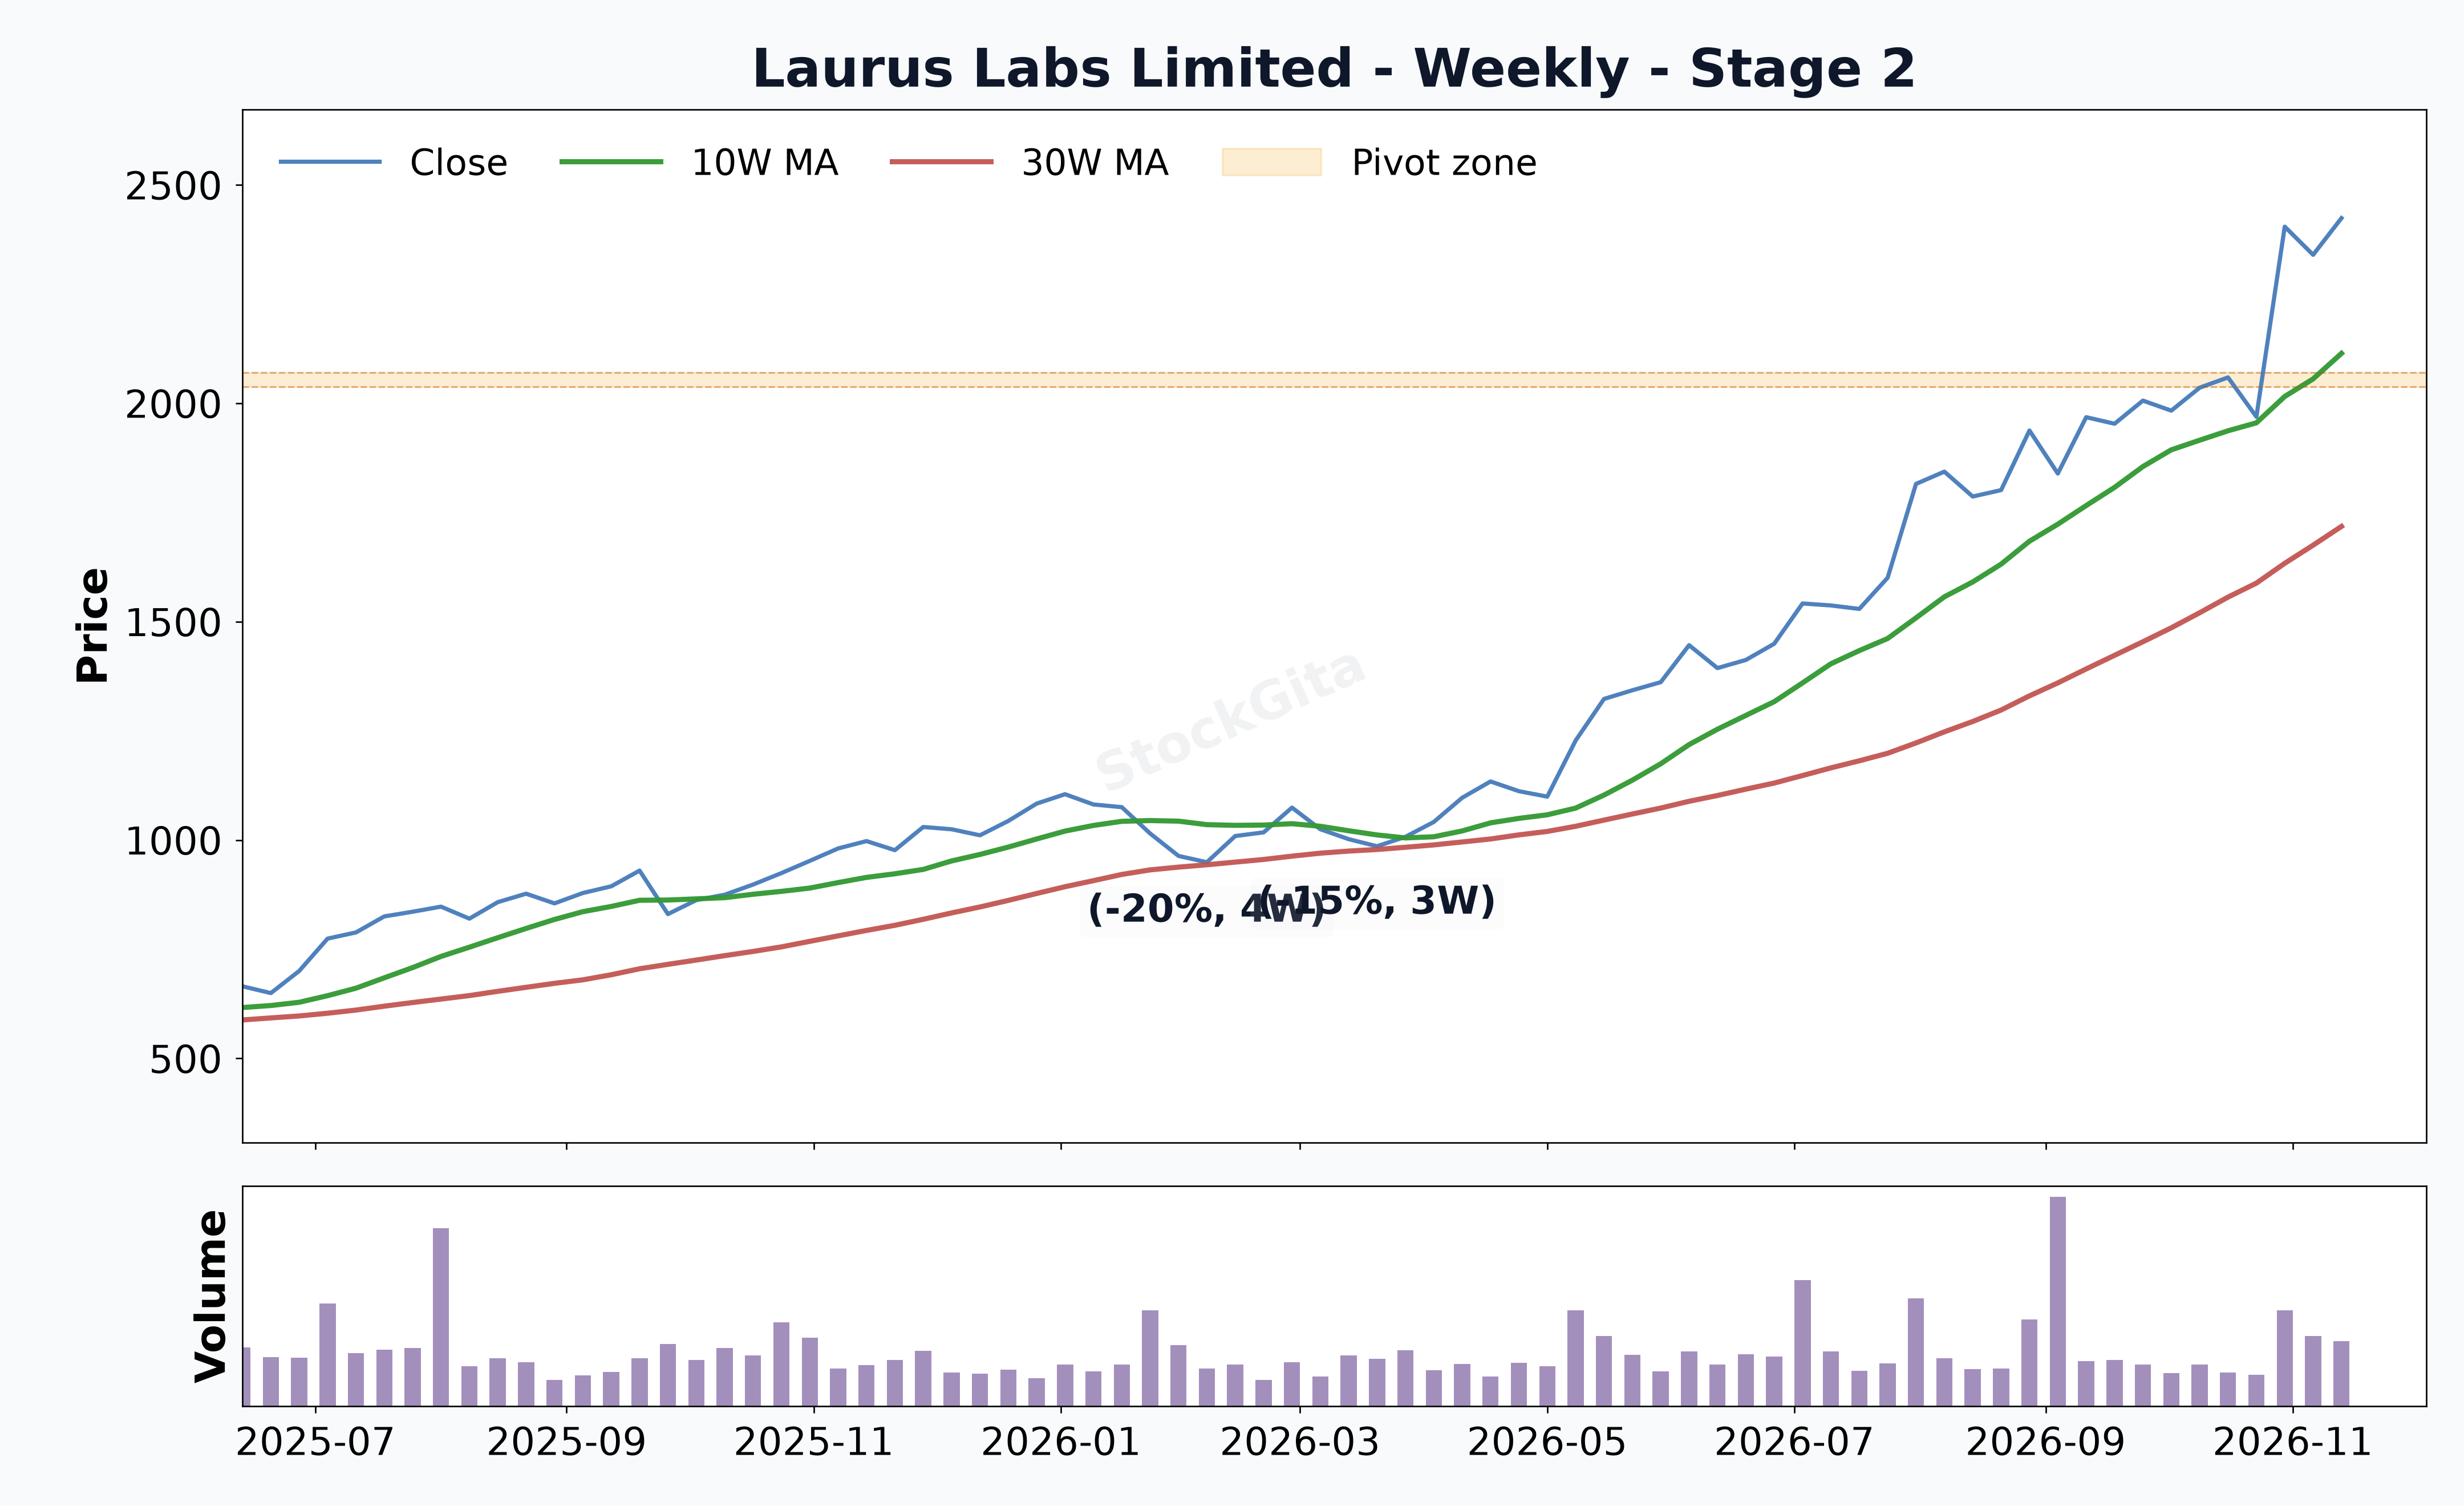 Laurus Labs Limited - Weekly - Stage 2
Close 10W MA 30W MA Pivot zone
2500
2000
1500
1000
500
Price
StockGita
(-20%, 4W)
(-15%, 3W)
Volume
2025-07 2025-09 2025-11 2026-01 2026-03 2026-05 2026-07 2026-09 2026-11